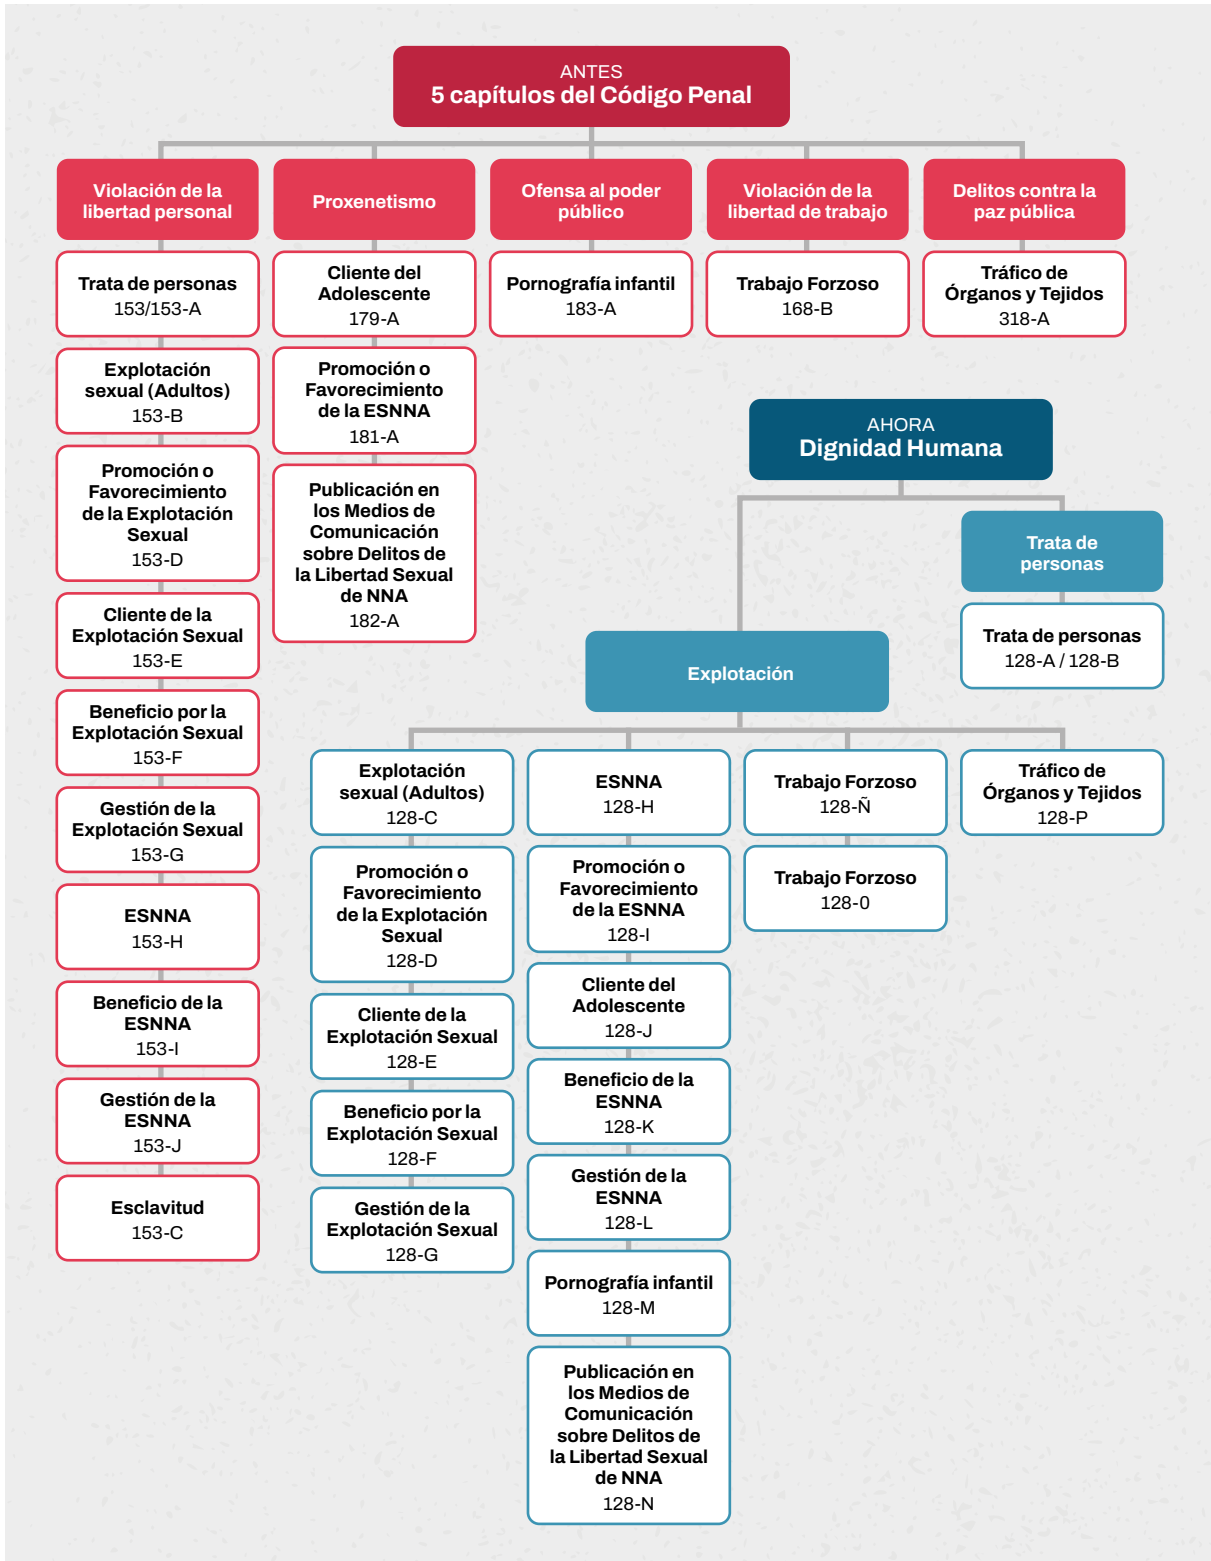 ANTES
5 capítulos del Código Penal
Violación de la
libertad personal
Trata de personas
153/153-A
Explotación
sexual (Adultos)
153-B
Promoción o
Favorecimiento
de la Explotación
Sexual
153-D
Cliente de la
Explotación Sexual
153-E
Beneficio por la
Explotación Sexual
153-F
Gestión de la
Explotación Sexual
153-G
ESNNA
153-H
Beneficio de la
ESNNA
153-I
Gestión de la
ESNNA
153-J
Esclavitud
153-C
Proxenetismo
Cliente del
Adolescente
179-A
Promoción o
Favorecimiento
de la ESNNA
181-A
Publicación en
los Medios de
Comunicación
sobre Delitos de
la Libertad Sexual
de NNA
182-A
Ofensa al poder
público
Pornografía infantil
183-A
Violación de la
libertad de trabajo
Trabajo Forzoso
168-B
Delitos contra la
paz pública
Tráfico de
Órganos y Tejidos
318-A
AHORA
Dignidad Humana
Trata de
personas
Trata de personas
128-A / 128-B
Explotación
Explotación
sexual (Adultos)
128-C
Promoción o
Favorecimiento
de la Explotación
Sexual
128-D
Cliente de la
Explotación Sexual
128-E
Beneficio por la
Explotación Sexual
128-F
Gestión de la
Explotación Sexual
128-G
ESNNA
128-H
Promoción o
Favorecimiento
de la ESNNA
128-I
Cliente del
Adolescente
128-J
Beneficio de la
ESNNA
128-K
Gestión de la
ESNNA
128-L
Pornografía infantil
128-M
Publicación en
los Medios de
Comunicación
sobre Delitos de
la Libertad Sexual
de NNA
128-N
Trabajo Forzoso
128-Ñ
Trabajo Forzoso
128-0
Tráfico de
Órganos y Tejidos
128-P